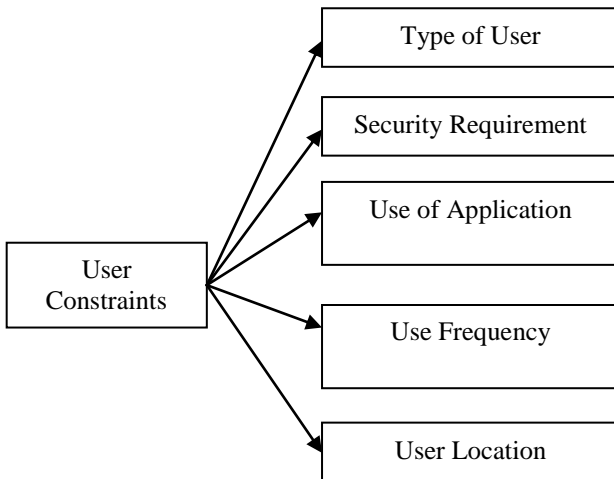 Type of User
Security Requirement
Use of Application
User
Constraints
Use Frequency
User Location